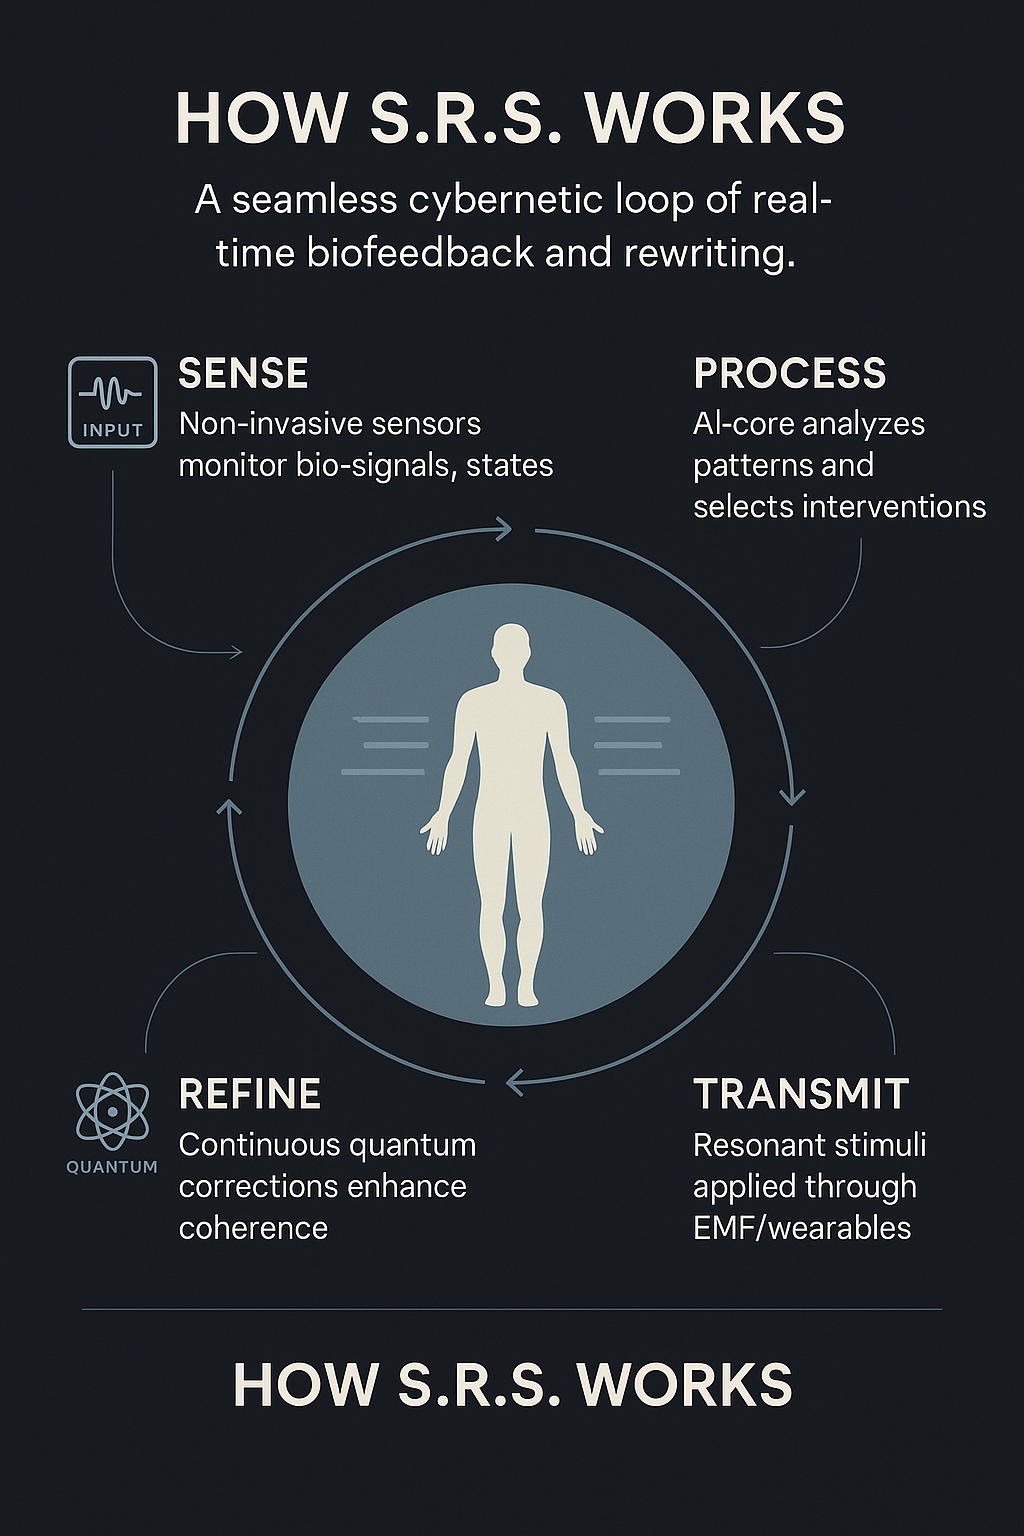 HOW S.R.S. WORKS
A seamless cybernetic loop of real-
time biofeedback and rewriting.
INPUT
SENSE
Non-invasive sensors
monitor bio-signals, states
PROCESS
AI-core analyzes
patterns and
selects interventions
QUANTUM
REFINE
Continuous quantum
corrections enhance
coherence
TRANSMIT
Resonant stimuli
applied through
EMF/wearables
HOW S.R.S. WORKS